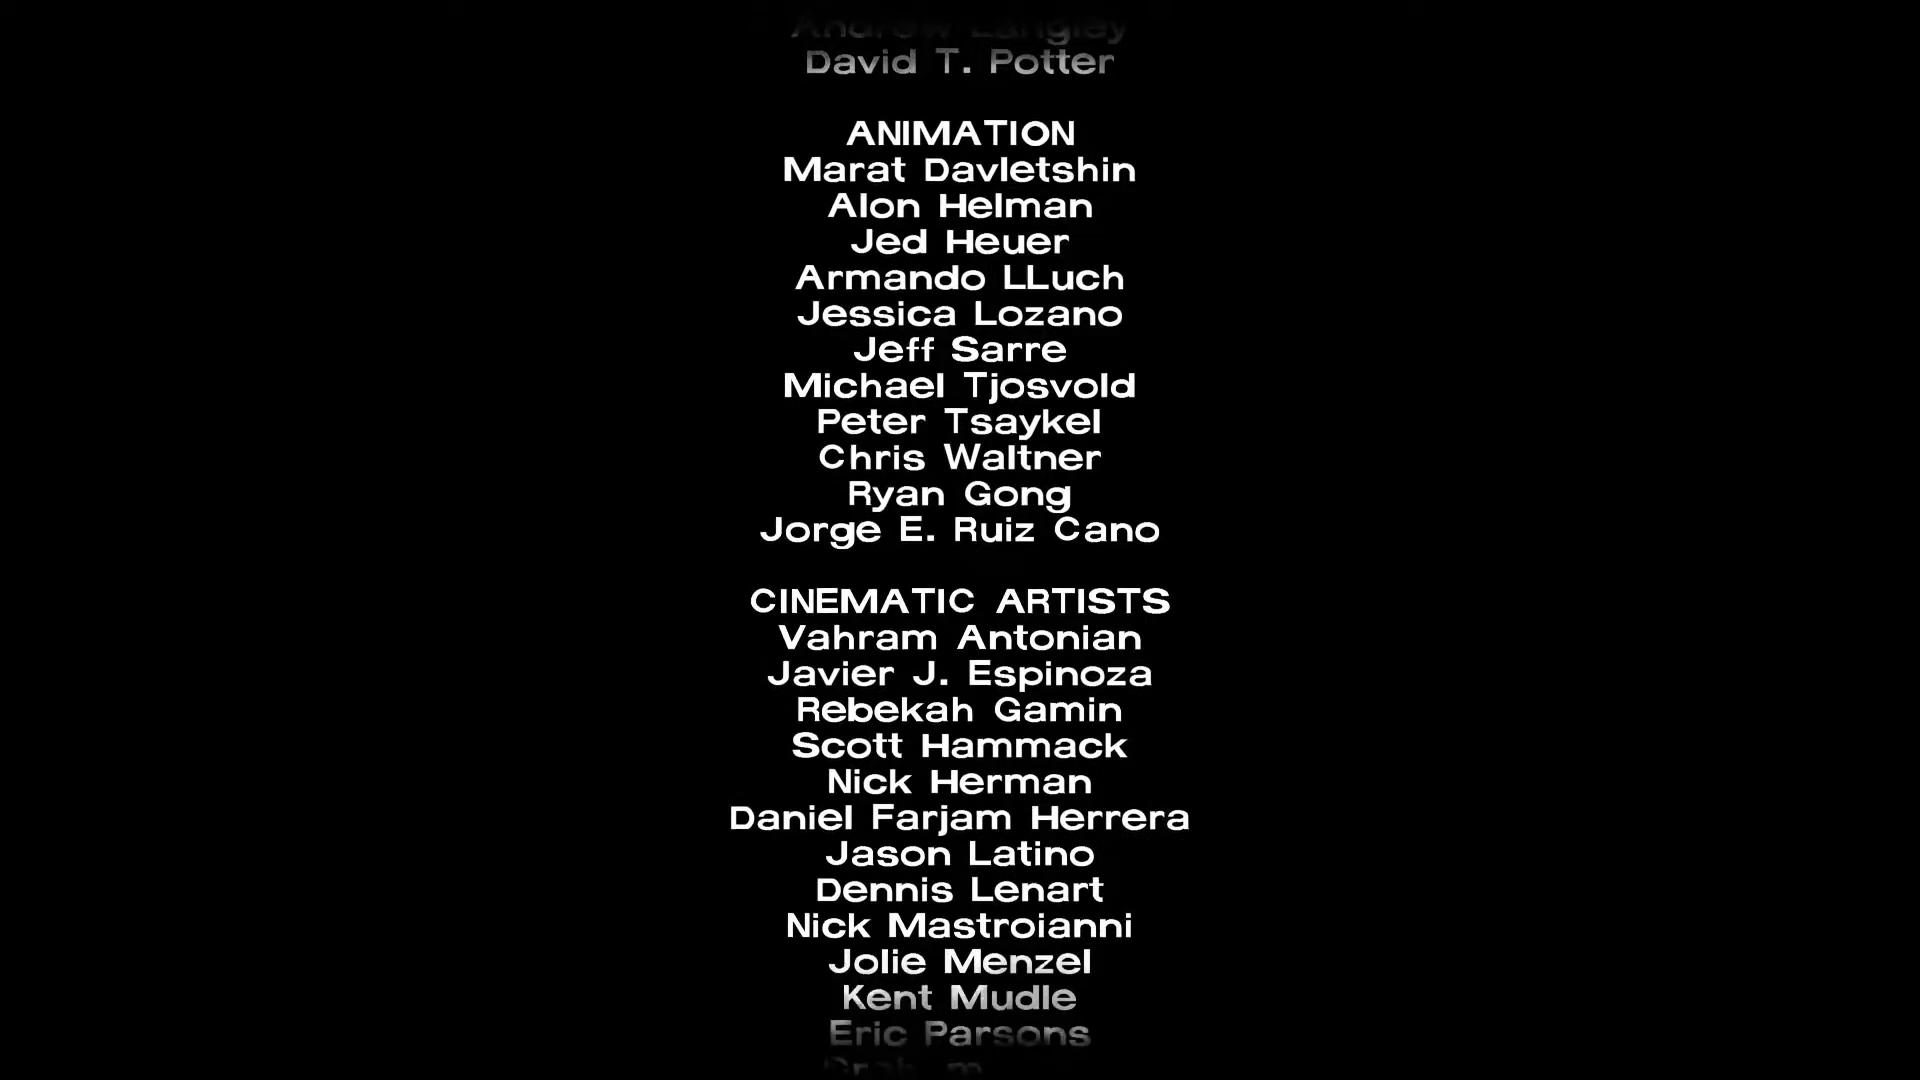 Andrew Langley
David T. Potter
ANIMATION
Marat Davletshin
Alon Helman
Jed Heuer
Armando LLuch
Jessica Lozano
Jeff Sarre
Michael Tjosvold
Peter Tsaykel
Chris Waltner
Ryan Gong
Jorge E. Ruiz Cano
CINEMATIC ARTISTS
Vahram Antonian
Javier J. Espinoza
Rebekah Gamin
Scott Hammack
Nick Herman
Daniel Farjam Herrera
Jason Latino
Dennis Lenart
Nick Mastroianni
Jolie Menzel
Kent Mudle
Eric Parsons